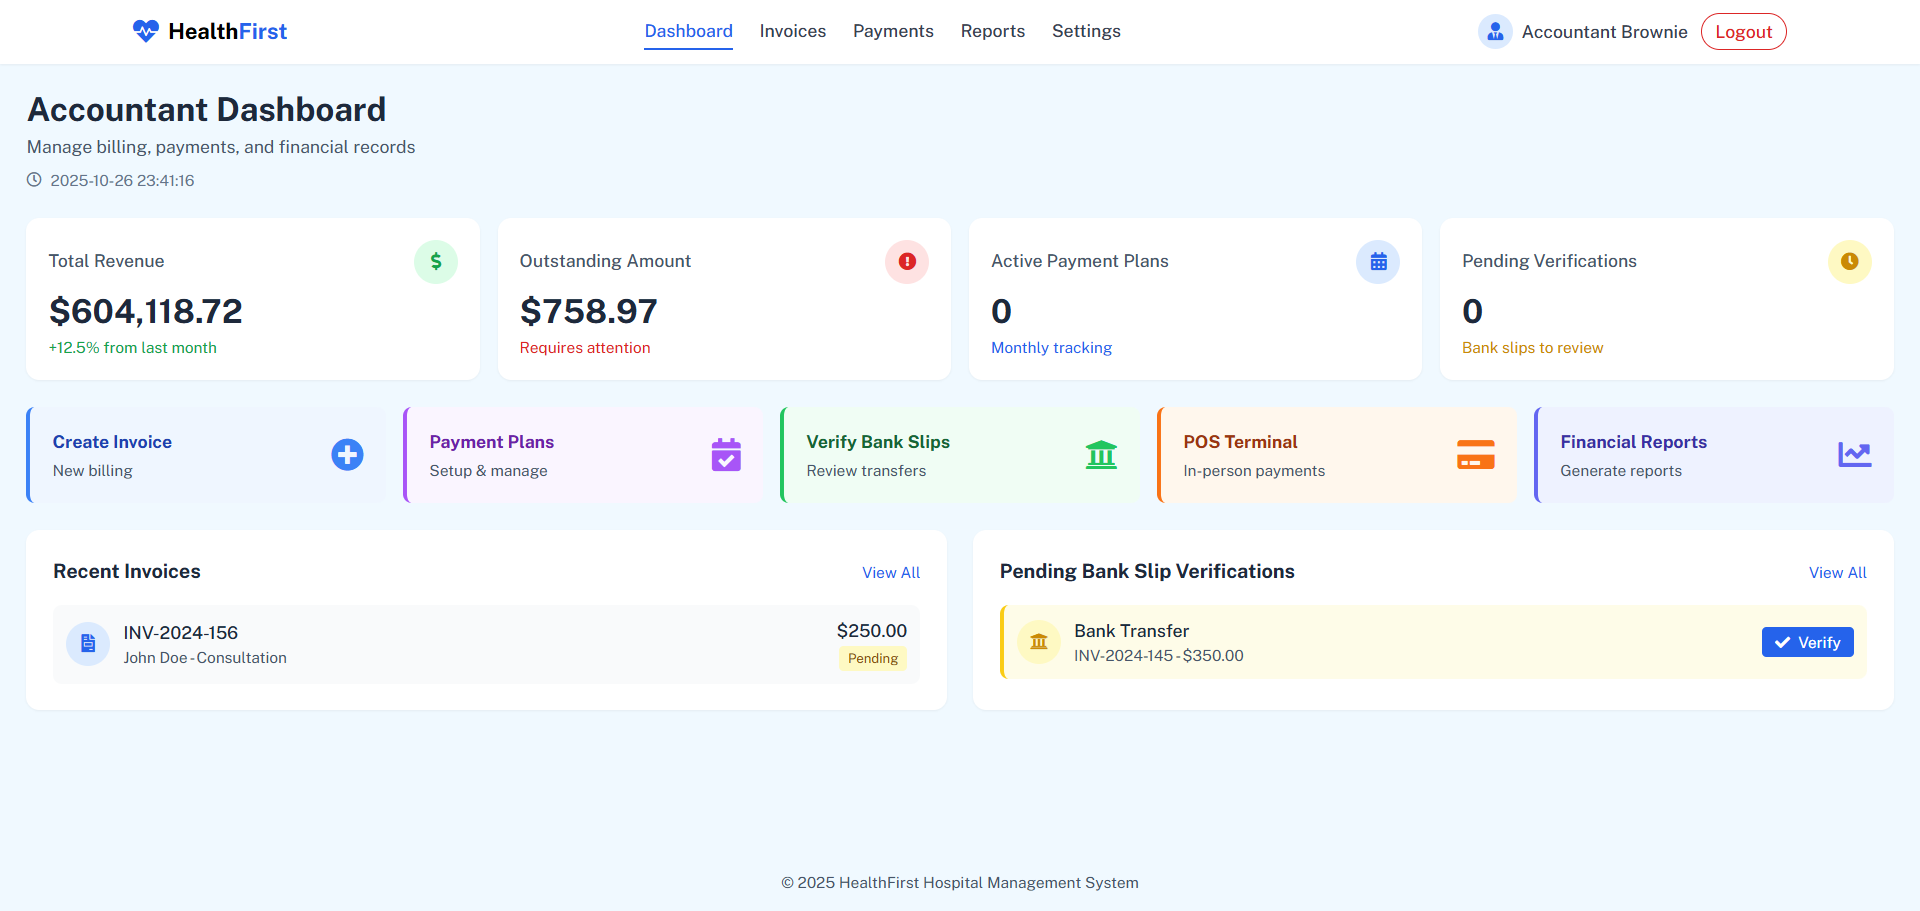 HealthFirst
Dashboard Invoices Payments Reports Settings
Accountant Brownie
Logout
Accountant Dashboard
Manage billing, payments, and financial records
2025-10-26 23:41:16
Total Revenue
$604,118.72
+12.5% from last month
Outstanding Amount
$758.97
Requires attention
Active Payment Plans
0
Monthly tracking
Pending Verifications
0
Bank slips to review
Create Invoice
New billing
Payment Plans
Setup & manage
Verify Bank Slips
Review transfers
POS Terminal
In-person payments
Financial Reports
Generate reports
Recent Invoices
View All
INV-2024-156
John Doe - Consultation
$250.00
Pending
Pending Bank Slip Verifications
View All
Bank Transfer
INV-2024-145 - $350.00
Verify
© 2025 HealthFirst Hospital Management System